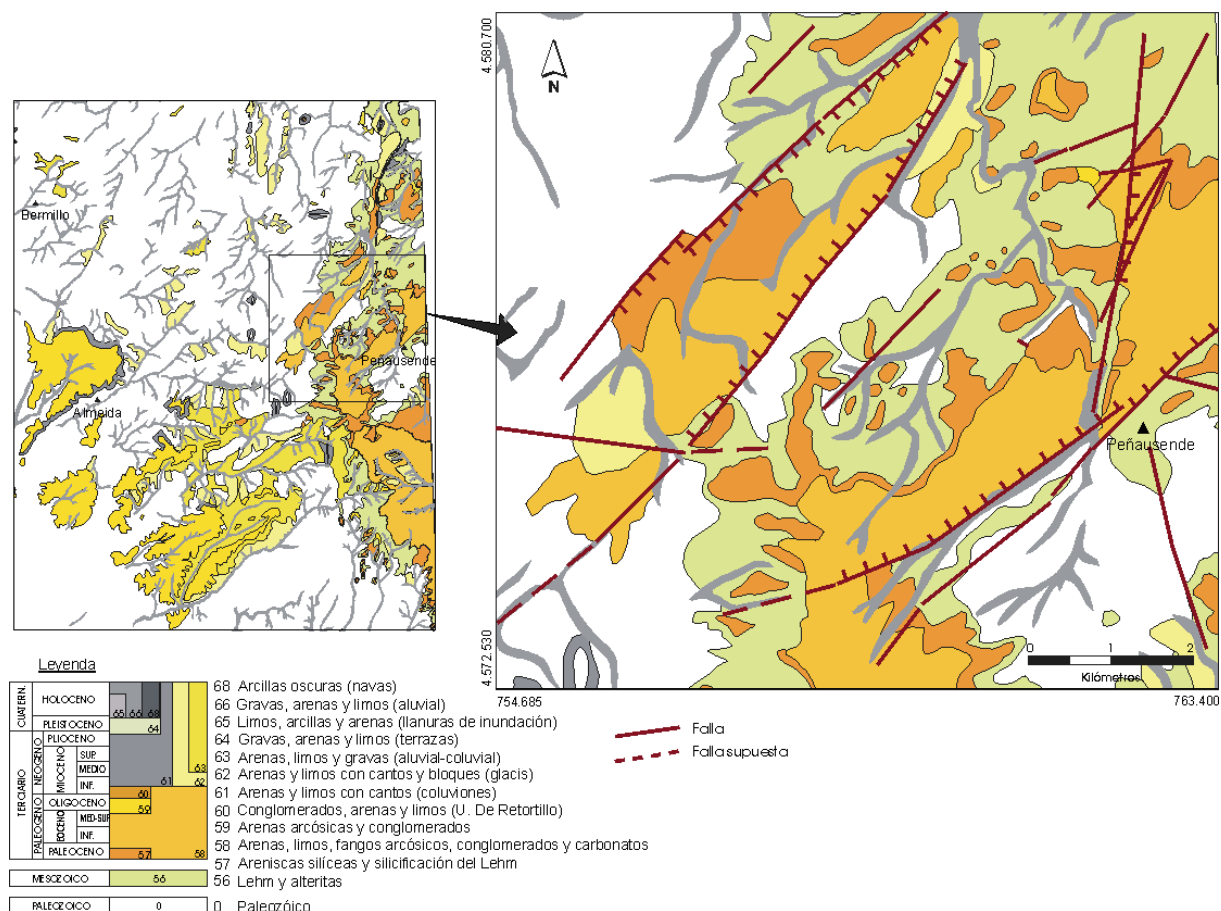 4.580.700
N
Bermillo
Peñausende
Almeida
Peñausende
4.572.530
0 1 2
Kilómetros
754.685
763.400
Leyenda
CUATERN.
HOLOCENO
65 66 68
PLEISTOCENO
64
TERCIARIO
NEOGENO
PLIOCENO
MIOCENO
SUP.
MEDIO
INF.
61 63 62
PALEOGENO
60
OLIGOCENO
59
EOCENO
MED-SUP
INF.
PALEOCENO
57 58
MESOZOICO
56
PALEOZOICO
0
68 Arcillas oscuras (navas)
66 Gravas, arenas y limos (aluvial)
65 Limos, arcillas y arenas (llanuras de inundación)
64 Gravas, arenas y limos (terrazas)
63 Arenas, limos y gravas (aluvial-coluvial)
62 Arenas y limos con cantos y bloques (glacis)
61 Arenas y limos con cantos (coluviones)
60 Conglomerados, arenas y limos (U. De Retortillo)
59 Arenas arcósicas y conglomerados
58 Arenas, limos, fangos arcósicos, conglomerados y carbonatos
57 Areniscas silíceas y silicificación del Lehm
56 Lehm y alteritas
0 Paleozóico
Falla
Falla supuesta